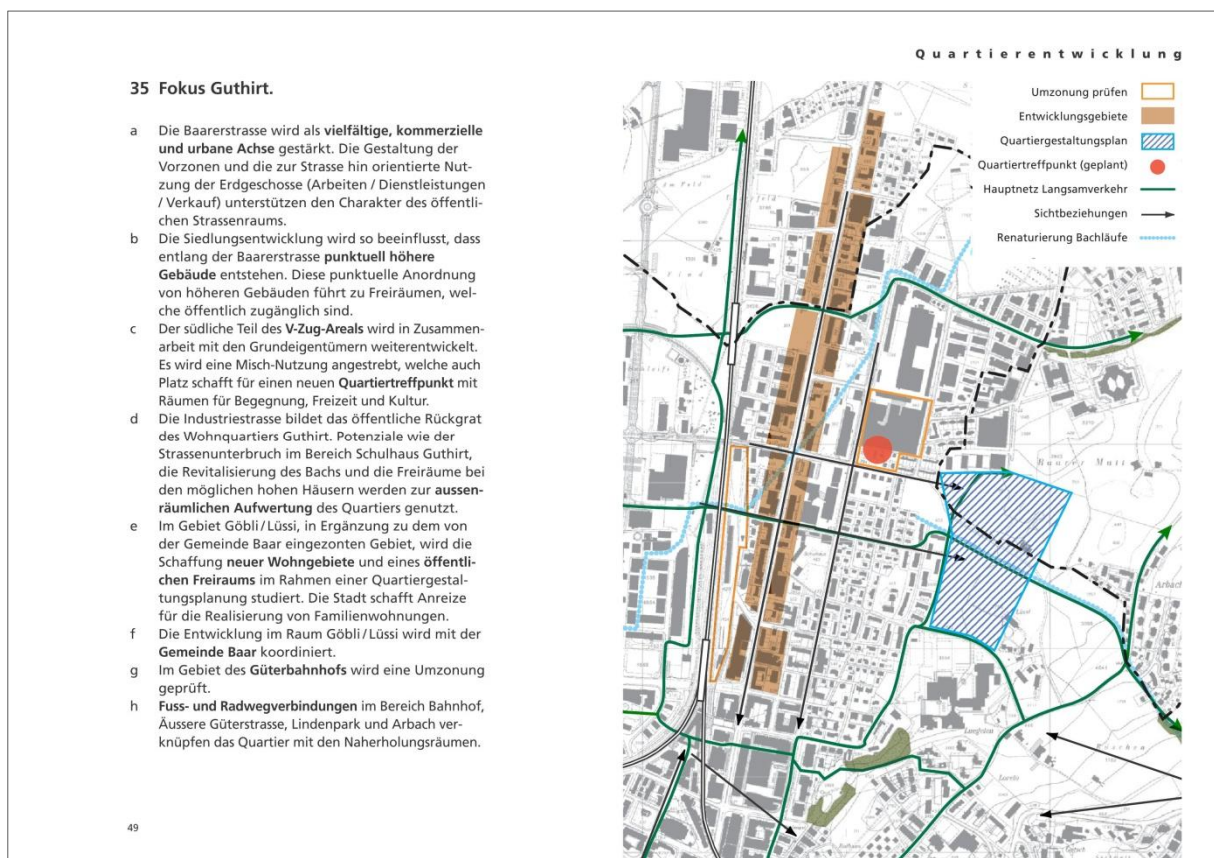 Quartierentwicklung
35 Fokus Guthirt.
a Die Baarerstrasse wird als vielfältige, kommerzielle
und urbane Achse gestärkt. Die Gestaltung der
Vorzonen und die zur Strasse hin orientierte Nut-
zung der Erdgeschosse (Arbeiten / Dienstleistungen
/ Verkauf) unterstützen den Charakter des öffentli-
chen Strassenraums.
b Die Siedlungsentwicklung wird so beeinflusst, dass
entlang der Baarerstrasse punktuell höhere
Gebäude entstehen. Diese punktuelle Anordnung
von höheren Gebäuden führt zu Freiräumen, wel-
che öffentlich zugänglich sind.
c Der südliche Teil des V-Zug-Areals wird in Zusammen-
arbeit mit den Grundeigentümern weiterentwickelt.
Es wird eine Misch-Nutzung angestrebt, welche auch
Platz schafft für einen neuen Quartiertreffpunkt mit
Räumen für Begegnung, Freizeit und Kultur.
d Die Industriestrasse bildet das öffentliche Rückgrat
des Wohnquartiers Guthirt. Potenziale wie der
Strassenunterbruch im Bereich Schulhaus Guthirt,
die Revitalisierung des Bachs und die Freiräume bei
den möglichen hohen Häusern werden zur aussen-
räumlichen Aufwertung des Quartiers genutzt.
e Im Gebiet Göbli / Lüssi, in Ergänzung zu dem von
der Gemeinde Baar eingezonten Gebiet, wird die
Schaffung neuer Wohngebiete und eines öffentli-
chen Freiraums im Rahmen einer Quartiergestal-
tungsplanung studiert. Die Stadt schafft Anreize
für die Realisierung von Familienwohnungen.
f Die Entwicklung im Raum Göbli / Lüssi wird mit der
Gemeinde Baar koordiniert.
g Im Gebiet des Güterbahnhofs wird eine Umzonung
geprüft.
h Fuss- und Radwegverbindungen im Bereich Bahnhof,
Äussere Güterstrasse, Lindenpark und Arbach ver-
knüpfen das Quartier mit den Naherholungsräumen.
49
Umzonung prüfen
Entwicklungsgebiete
Quartiergestaltungsplan
Quartiertreffpunkt (geplant)
Hauptnetz Langsamverkehr
Sichtbeziehungen
Renaturierung Bachläufe
Arbach
Loreto